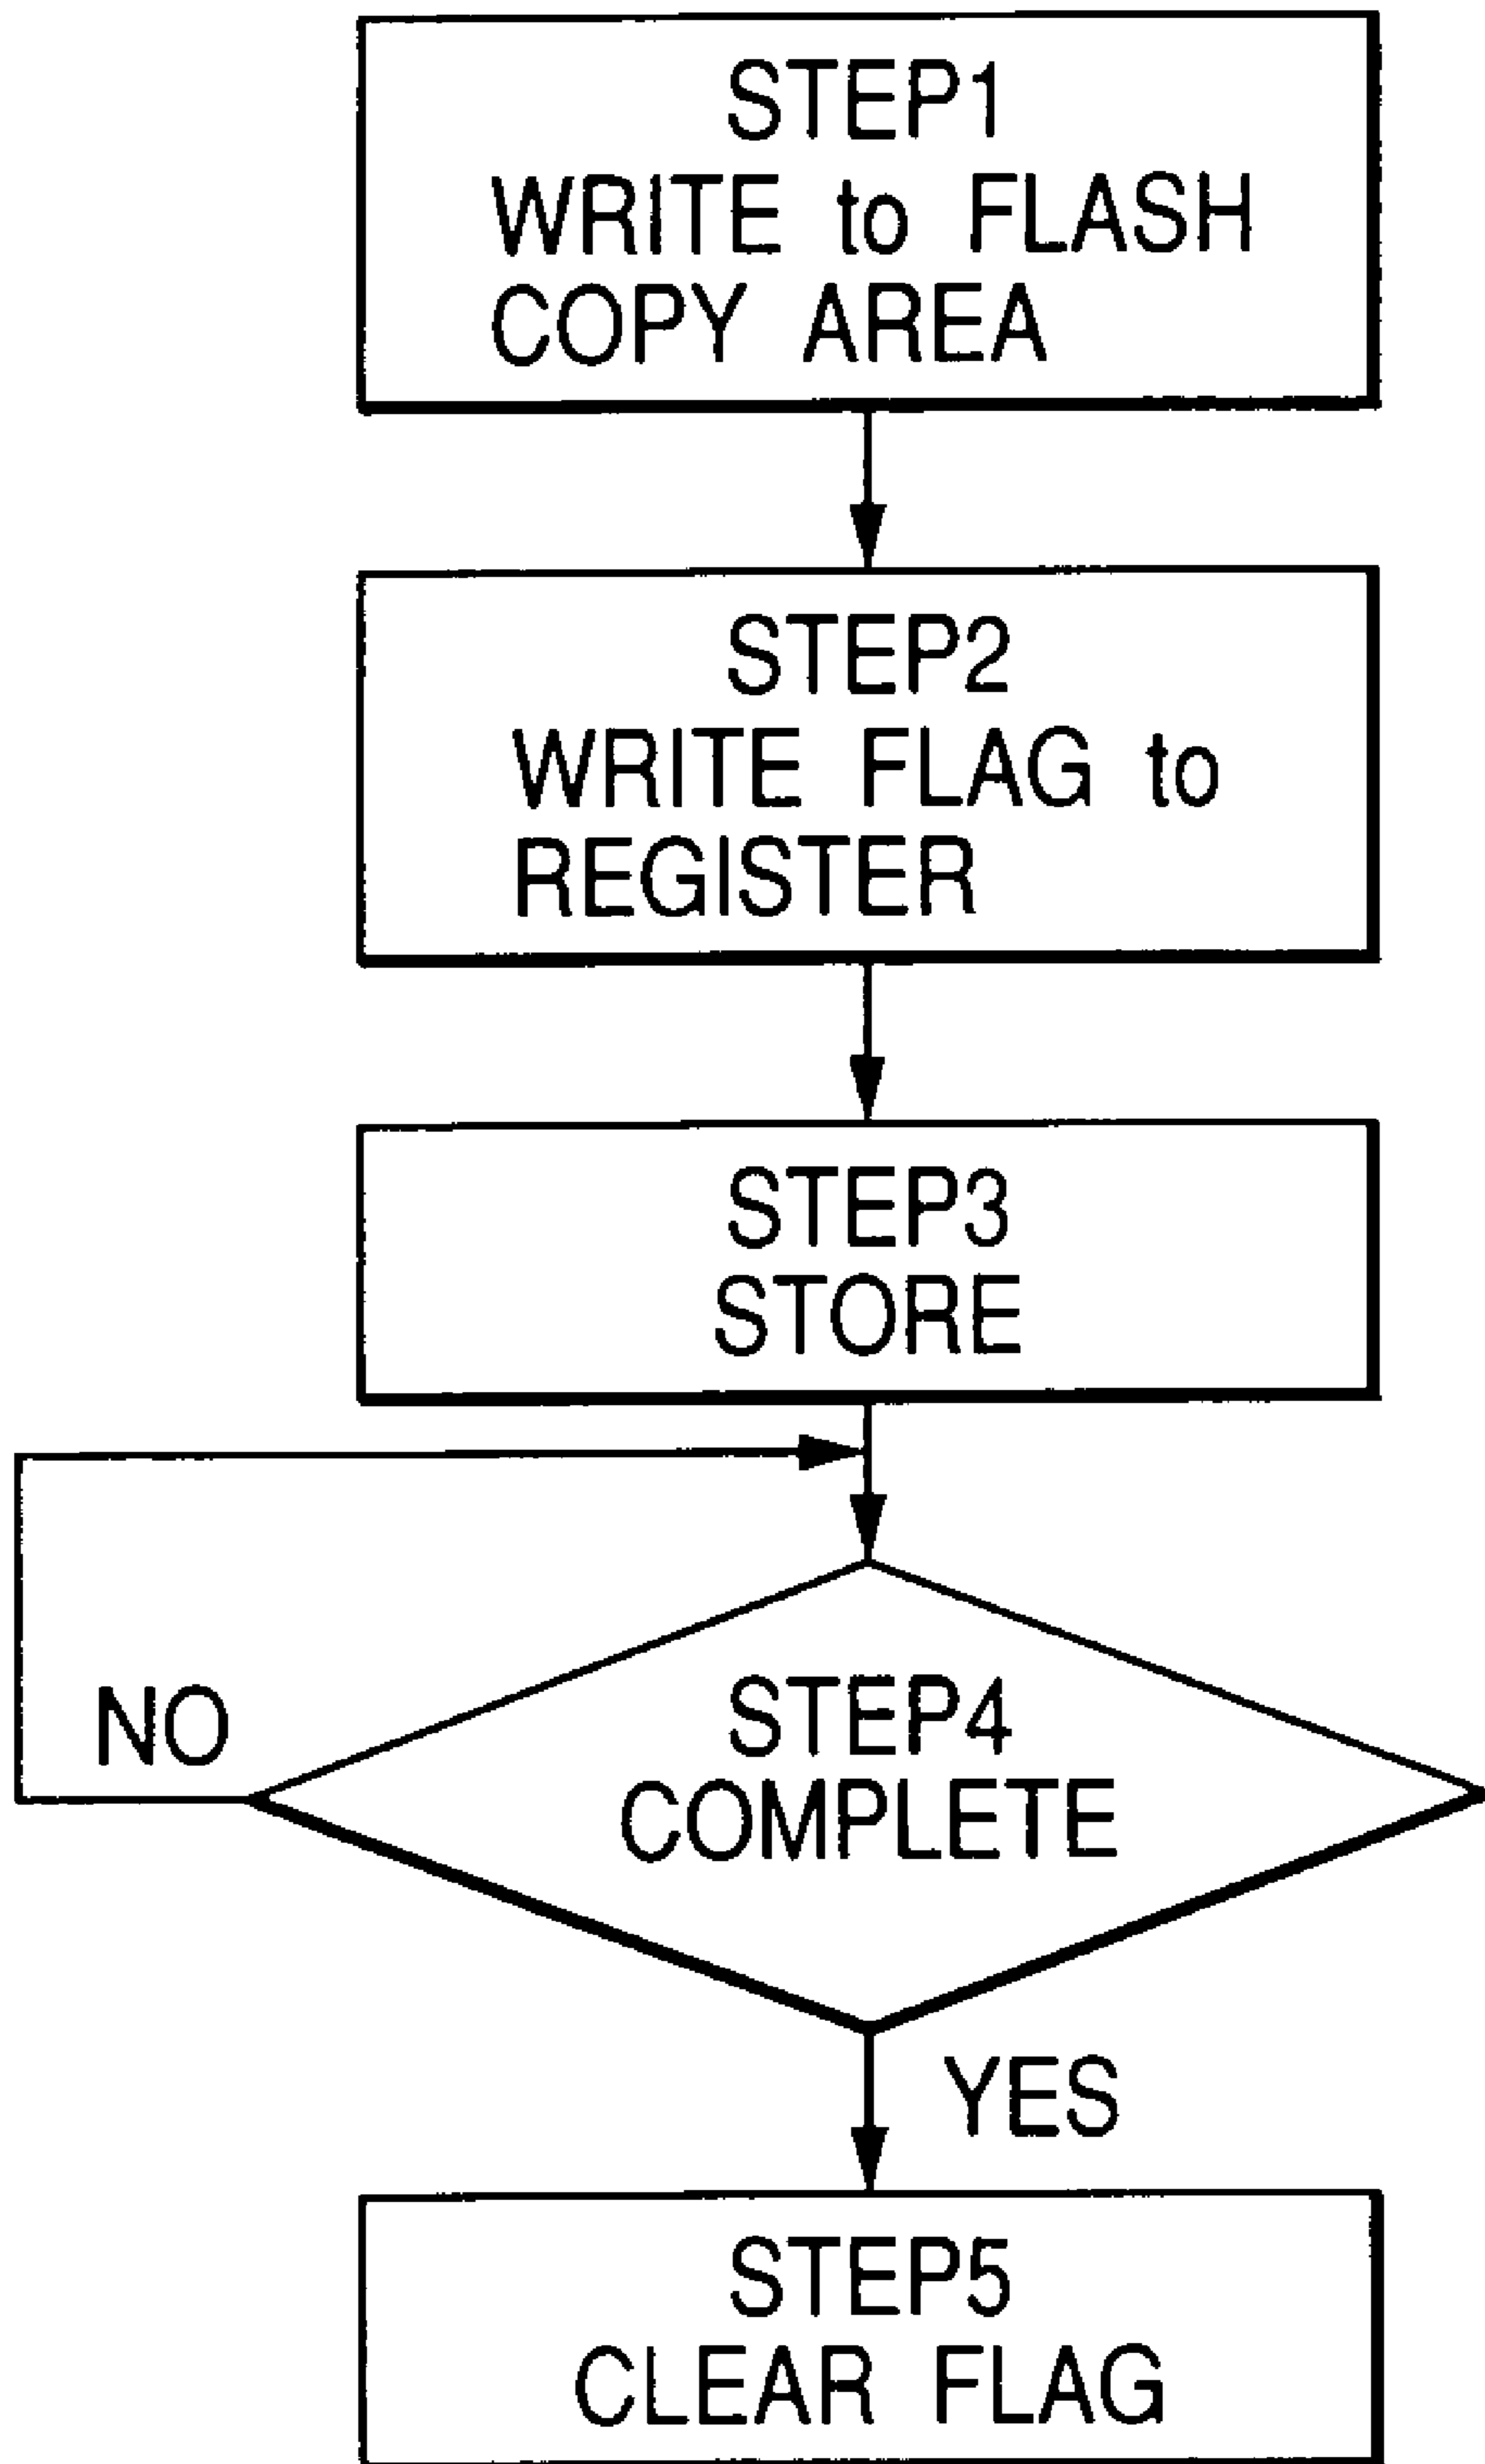 STEP1
WRITE to FLASH
COPY AREA
STEP2
WRITE FLAG to
REGISTER
STEP3
STORE
NO
STEP4
COMPLETE
YES
STEP5
CLEAR FLAG